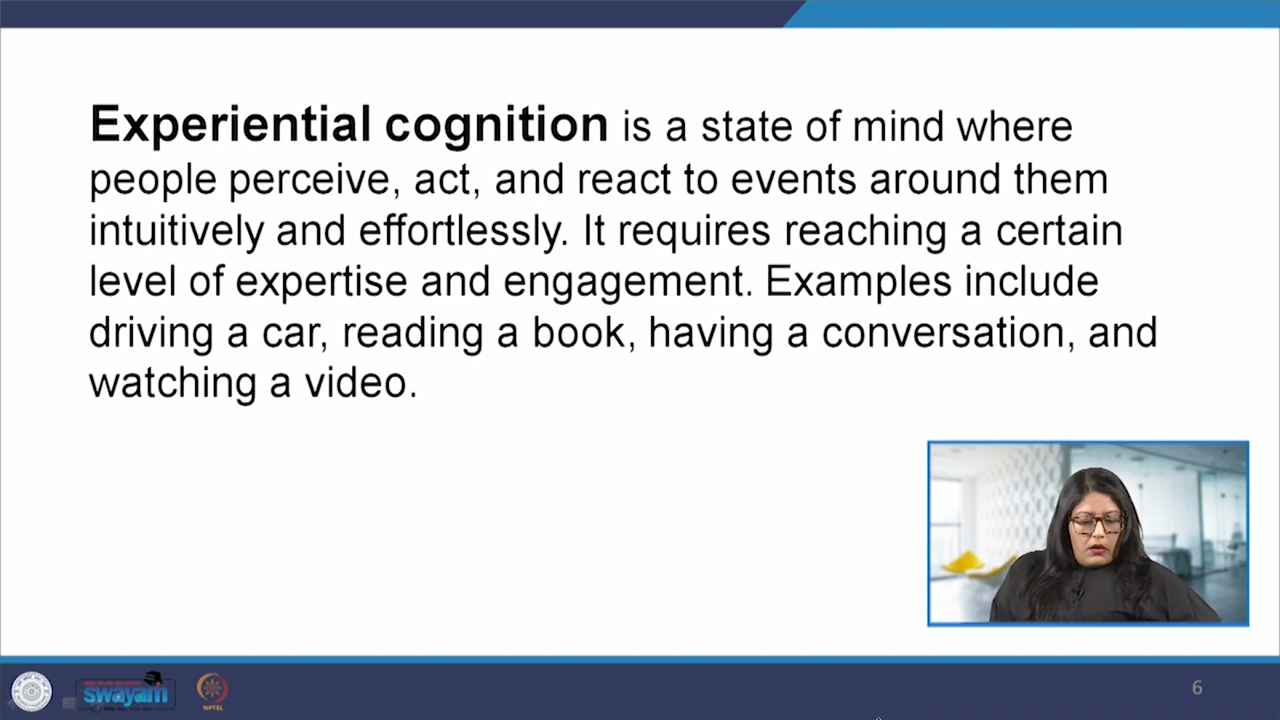 Experiential cognition is a state of mind where
people perceive, act, and react to events around them
intuitively and effortlessly. It requires reaching a certain
level of expertise and engagement. Examples include
driving a car, reading a book, having a conversation, and
watching a video.
swayam
NPTEL
6